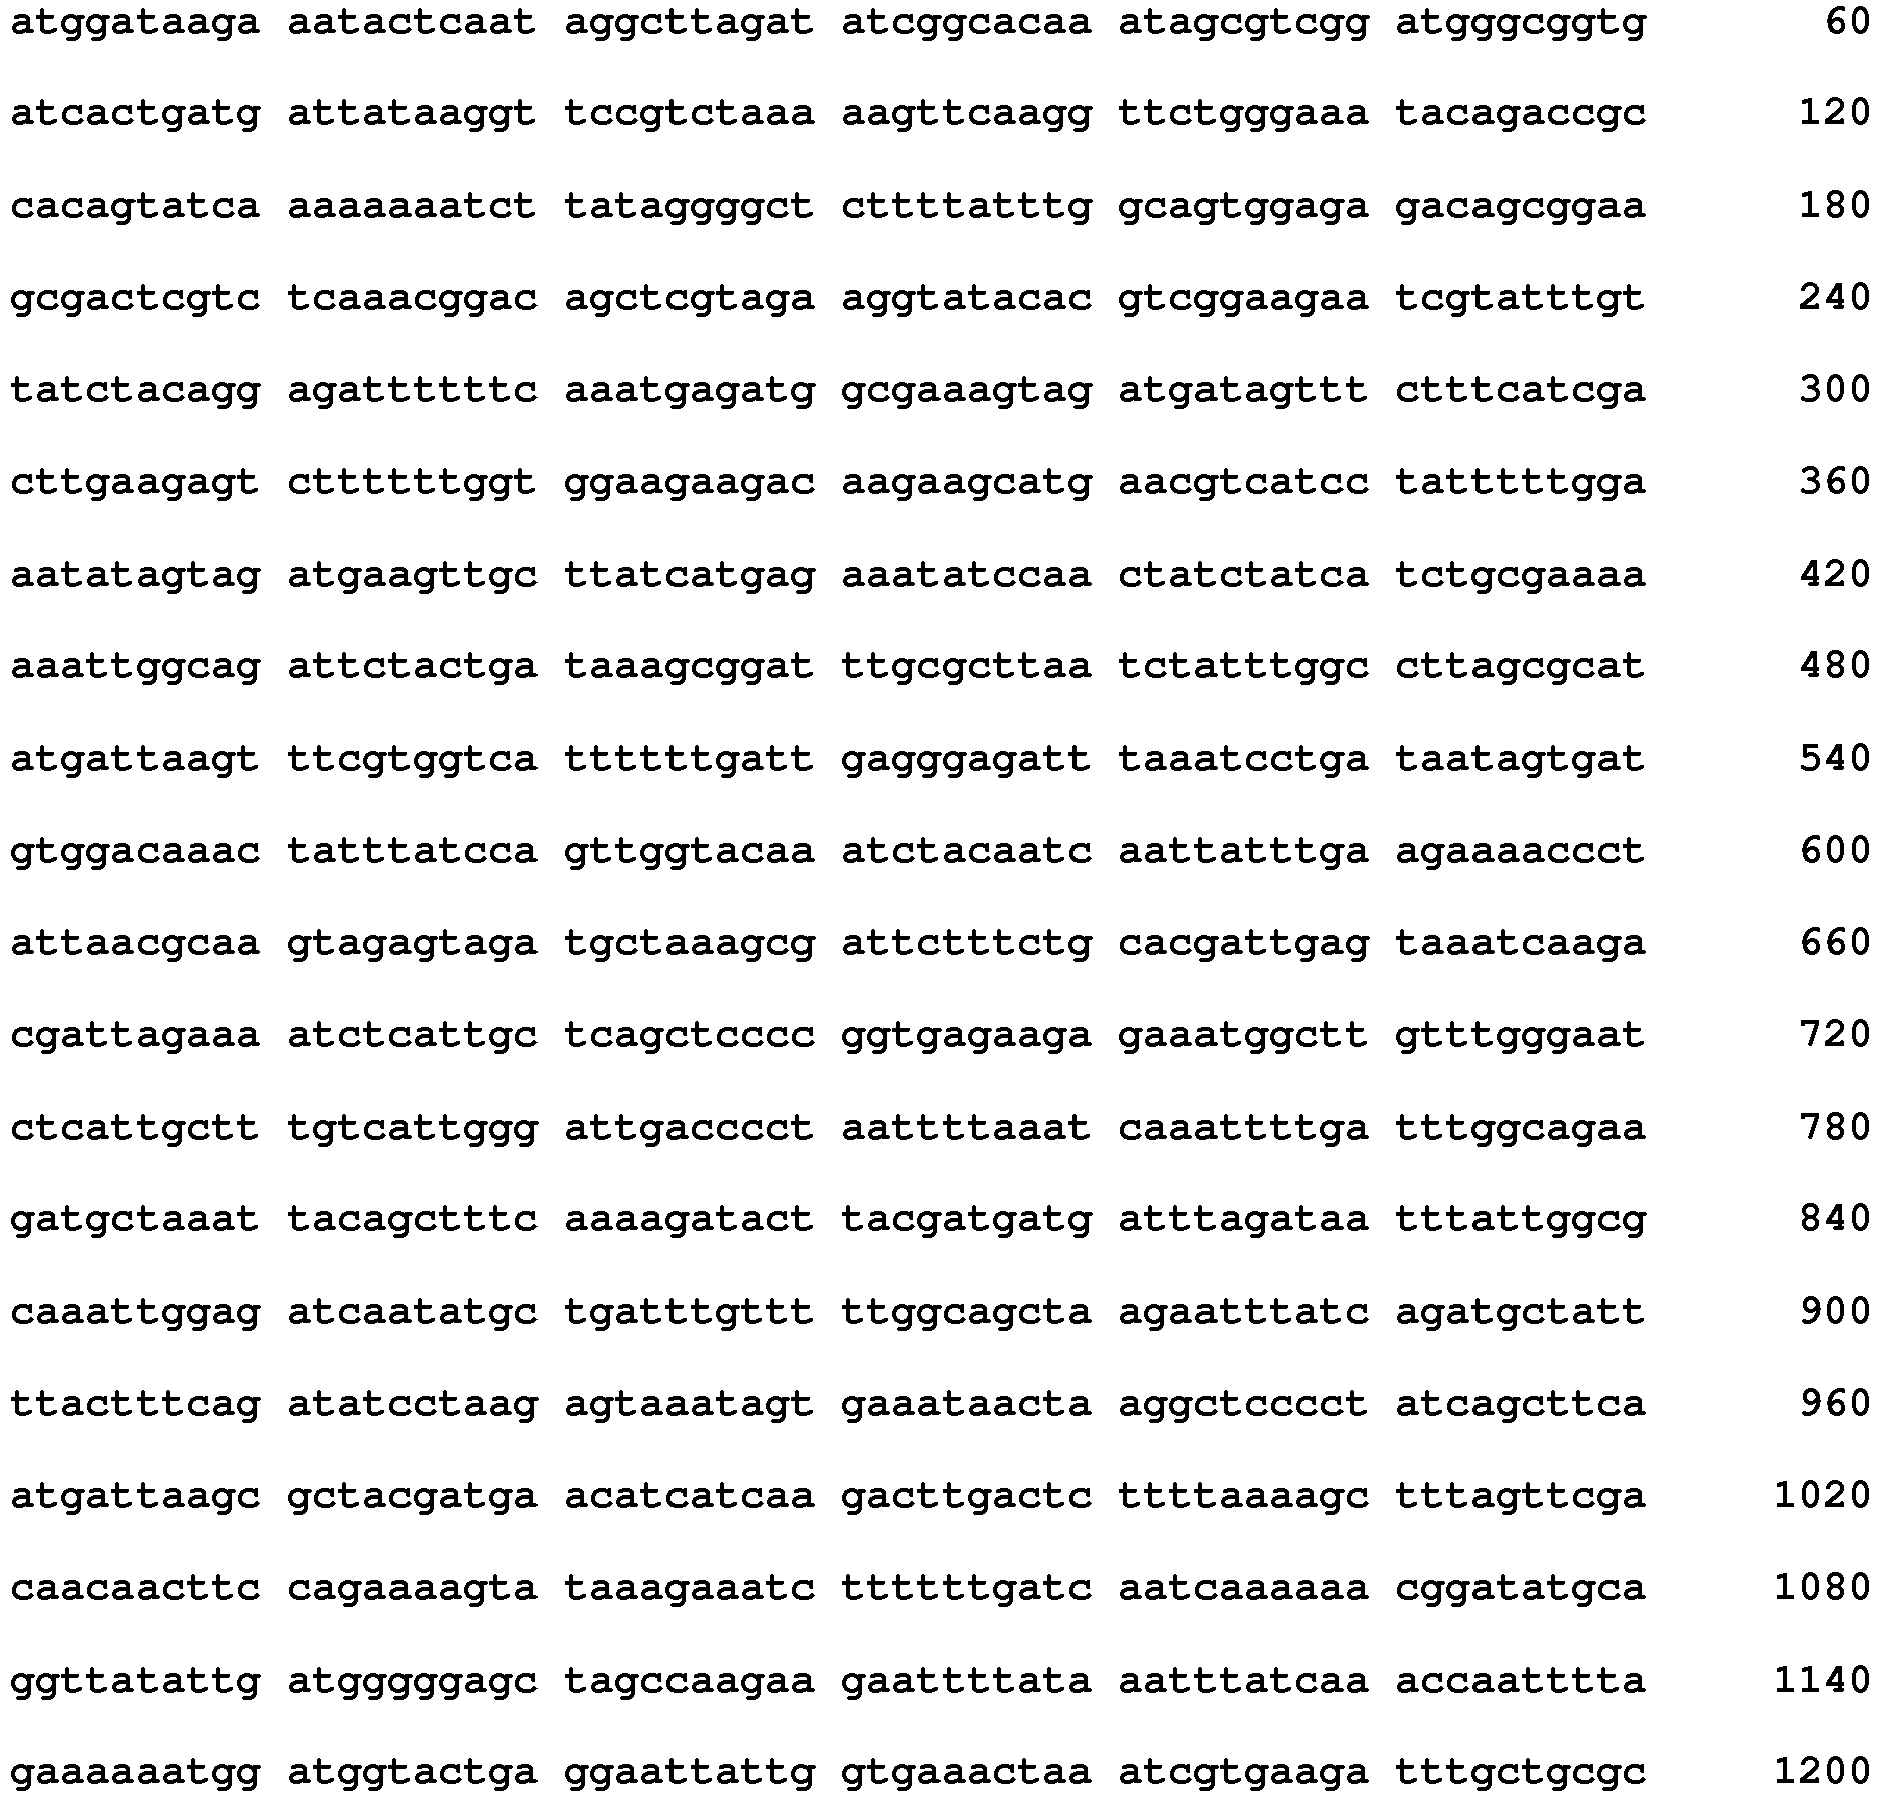 atggataaga aatactcaat aggcttagat atcggcacaa atagcgtcgg atgggcggtg 60
atcactgatg attataaggt tccgtctaaa aagttcaagg ttctgggaaa tacagaccgc 120
cacagtatca aaaaaaatct tataggggct cttttatttg gcagtggaga gacagcggaa 180
gcgactcgtc tcaaacggac agctcgtaga aggtatacac gtcggaagaa tcgtatttgt 240
tatctacagg agattttttc aaatgagatg gcgaaagtag atgatagttt ctttcatcga 300
cttgaagagt cttttttggt ggaagaagac aagaagcatg aacgtcatcc tatttttgga 360
aatatagtag atgaagttgc ttatcatgag aaatatccaa ctatctatca tctgcgaaaa 420
aaattggcag attctactga taaagcggat ttgcgcttaa tctatttggc cttagcgcat 480
atgattaagt ttcgtggtca ttttttgatt gagggagatt taaatcctga taatagtgat 540
gtggacaaac tatttatcca gttggtacaa atctacaatc aattatttga agaaaaccct 600
attaacgcaa gtagagtaga tgctaaagcg attctttctg cacgattgag taaatcaaga 660
cgattagaaa atctcattgc tcagctcccc ggtgagaaga gaaatggctt gtttgggaat 720
ctcattgctt tgtcattggg attgacccct aattttaaat caaattttga tttggcagaa 780
gatgctaaat tacagctttc aaaagatact tacgatgatg atttagataa tttattggcg 840
caaattggag atcaatatgc tgatttgttt ttggcagcta agaatttatc agatgctatt 900
ttactttcag atatcctaag agtaaatagt gaaataacta aggctcccct atcagcttca 960
atgattaagc gctacgatga acatcatcaa gacttgactc ttttaaaagc tttagttcga 1020
caacaacttc cagaaaagta taaagaaatc ttttttgatc aatcaaaaaa cggatatgca 1080
ggttatattg atgggggagc tagccaagaa gaattttata aatttatcaa accaatttta 1140
gaaaaaatgg atggtactga ggaattattg gtgaaactaa atcgtgaaga tttgctgcgc 1200